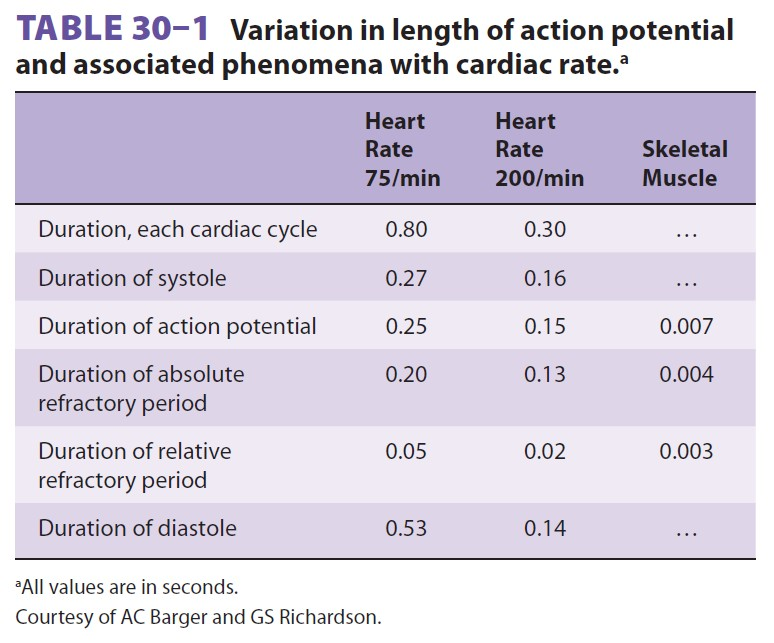 TABLE 30–1 Variation in length of action potential
and associated phenomena with cardiac rate.ᵃ
Heart
Rate
75/min
Heart
Rate
200/min
Skeletal
Muscle
Duration, each cardiac cycle 0.80 0.30 …
Duration of systole 0.27 0.16 …
Duration of action potential 0.25 0.15 0.007
Duration of absolute 0.20 0.13 0.004
refractory period
Duration of relative 0.05 0.02 0.003
refractory period
Duration of diastole 0.53 0.14 …
ᵃAll values are in seconds.
Courtesy of AC Barger and GS Richardson.